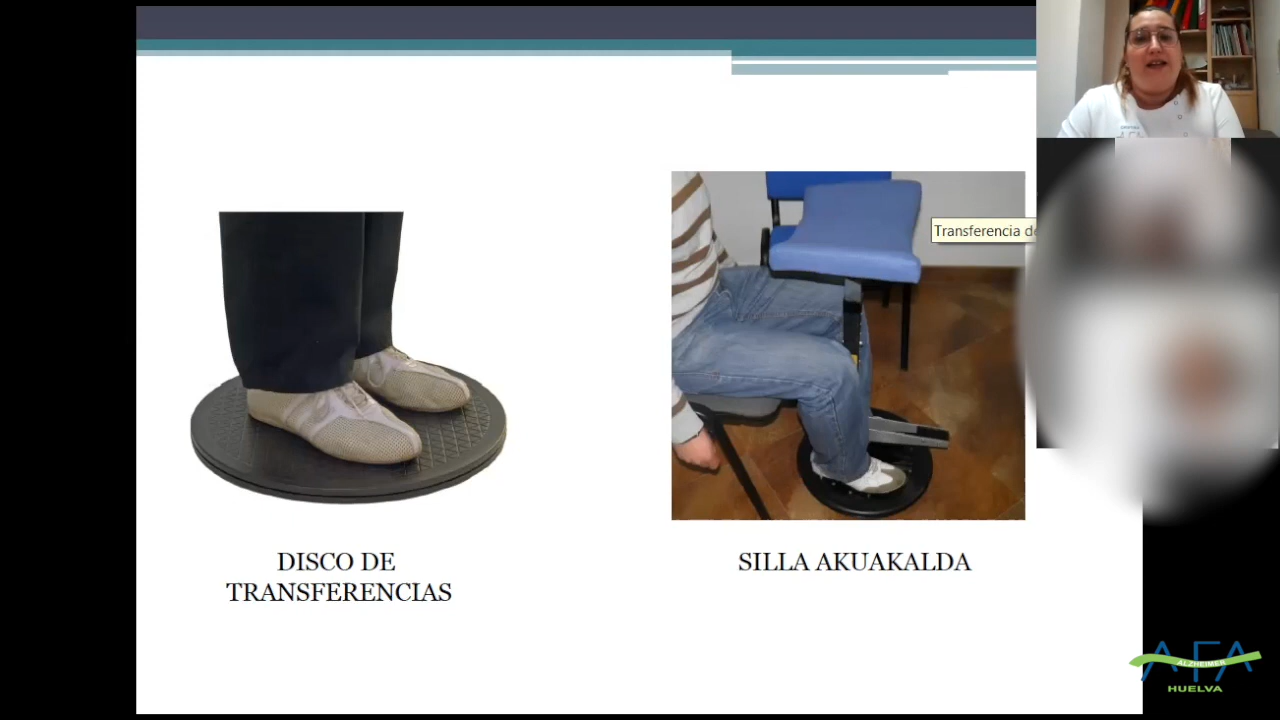 Transferencia de
DISCO DE
TRANSFERENCIAS
SILLA AKUAKALDA
AFA
ALZHEIMER
HUELVA